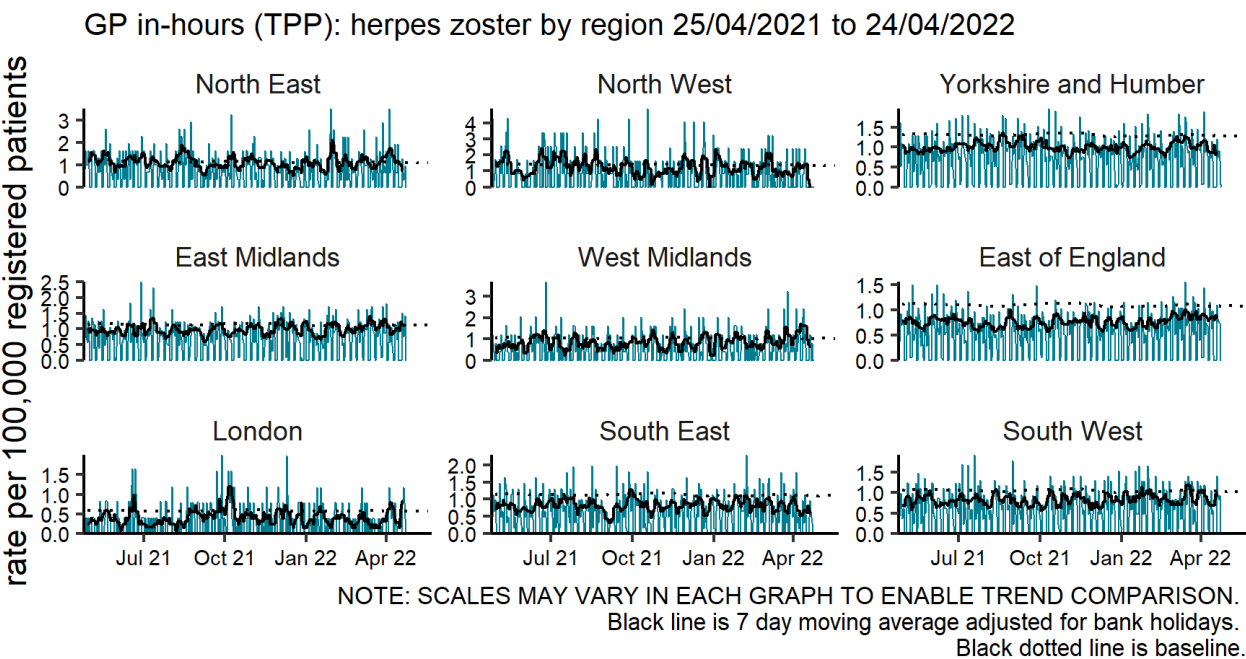 GP in-hours (TPP): herpes zoster by region 25/04/2021 to 24/04/2022
rate per 100,000 registered patients
North East
3
2
1
0
North West
4
3
2
1
0
Yorkshire and Humber
1.5
1.0
0.5
0.0
East Midlands
2.5
2.0
1.5
1.0
0.5
0.0
West Midlands
3
2
1
0
East of England
1.5
1.0
0.5
0.0
London
1.5
1.0
0.5
0.0
Jul 21 Oct 21 Jan 22 Apr 22
South East
2.0
1.5
1.0
0.5
0.0
Jul 21 Oct 21 Jan 22 Apr 22
South West
1.5
1.0
0.5
0.0
Jul 21 Oct 21 Jan 22 Apr 22
NOTE: SCALES MAY VARY IN EACH GRAPH TO ENABLE TREND COMPARISON.
Black line is 7 day moving average adjusted for bank holidays.
Black dotted line is baseline.